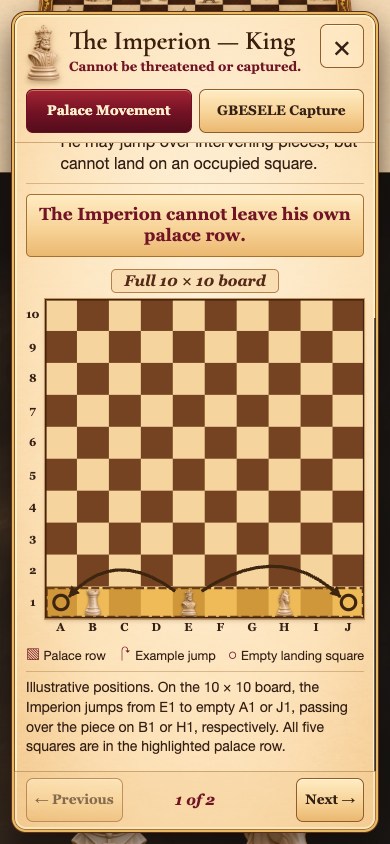 The Imperion — King
Cannot be threatened or captured.
×
Palace Movement
GBESELE Capture
He may jump over intervening pieces, but
cannot land on an occupied square.
The Imperion cannot leave his own
palace row.
Full 10 × 10 board
10
9
8
7
6
5
4
3
2
1
A B C D E F G H I J
Palace row Example jump Empty landing square
Illustrative positions. On the 10 × 10 board, the
Imperion jumps from E1 to empty A1 or J1, passing
over the piece on B1 or H1, respectively. All five
squares are in the highlighted palace row.
← Previous
1 of 2
Next →